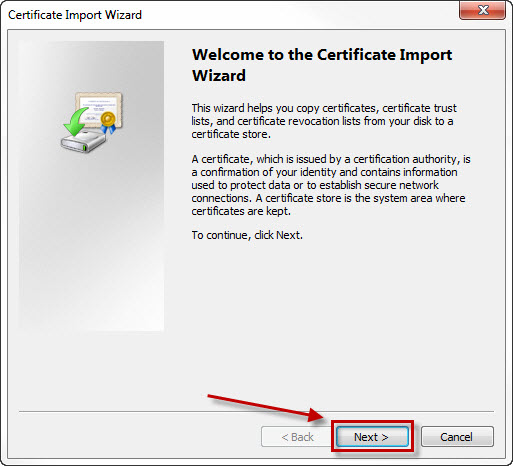 Certificate Import Wizard
Welcome to the Certificate Import
Wizard
This wizard helps you copy certificates, certificate trust
lists, and certificate revocation lists from your disk to a
certificate store.
A certificate, which is issued by a certification authority, is
a confirmation of your identity and contains information
used to protect data or to establish secure network
connections. A certificate store is the system area where
certificates are kept.
To continue, click Next.
< Back
Next >
Cancel